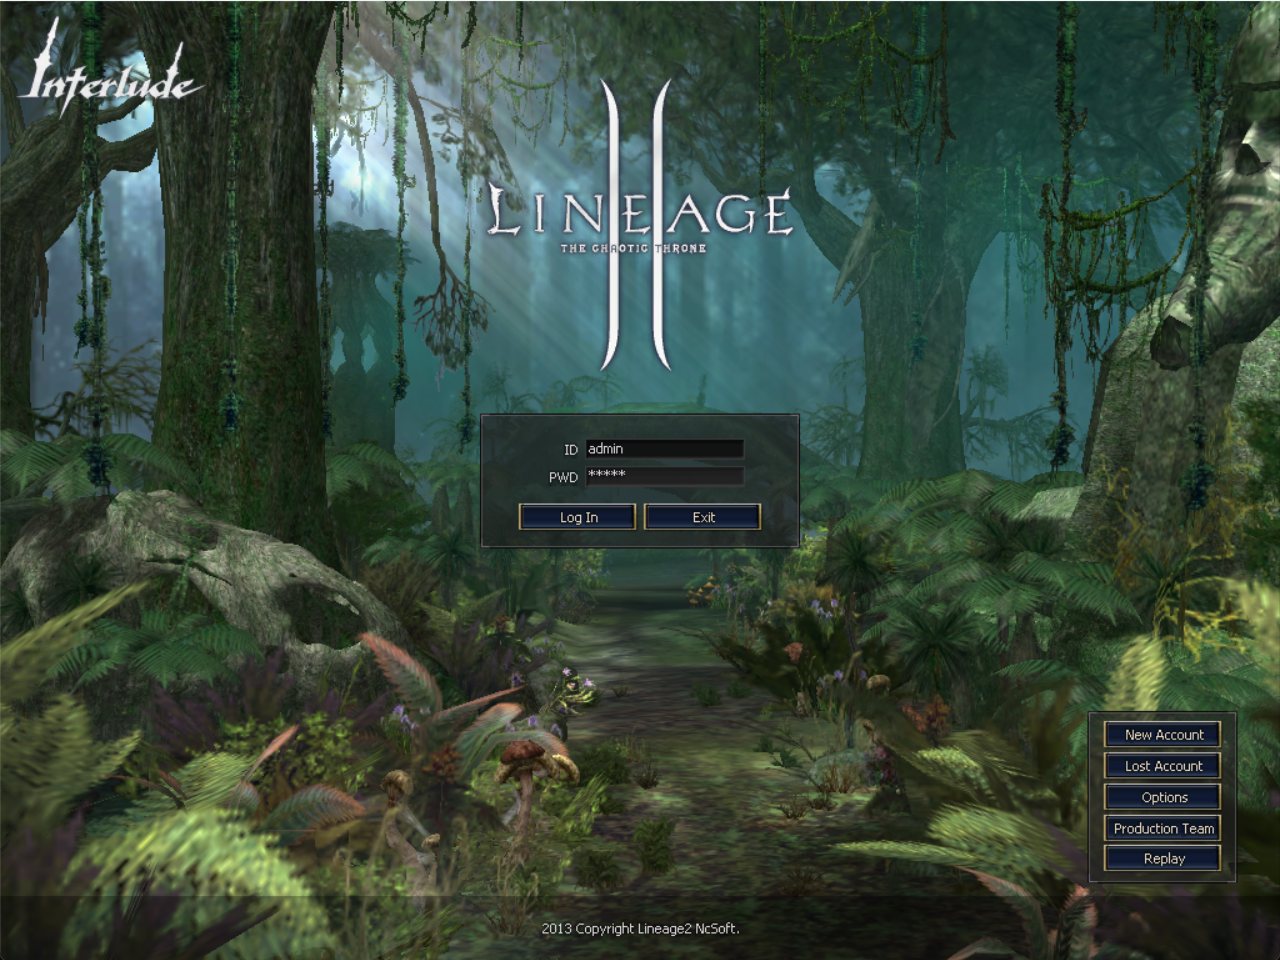 Interlude
LINEAGE II
THE CHAOTIC THRONE
ID admin
PWD *****
Log In Exit
New Account
Lost Account
Options
Production Team
Replay
2013 Copyright Lineage2 NcSoft.